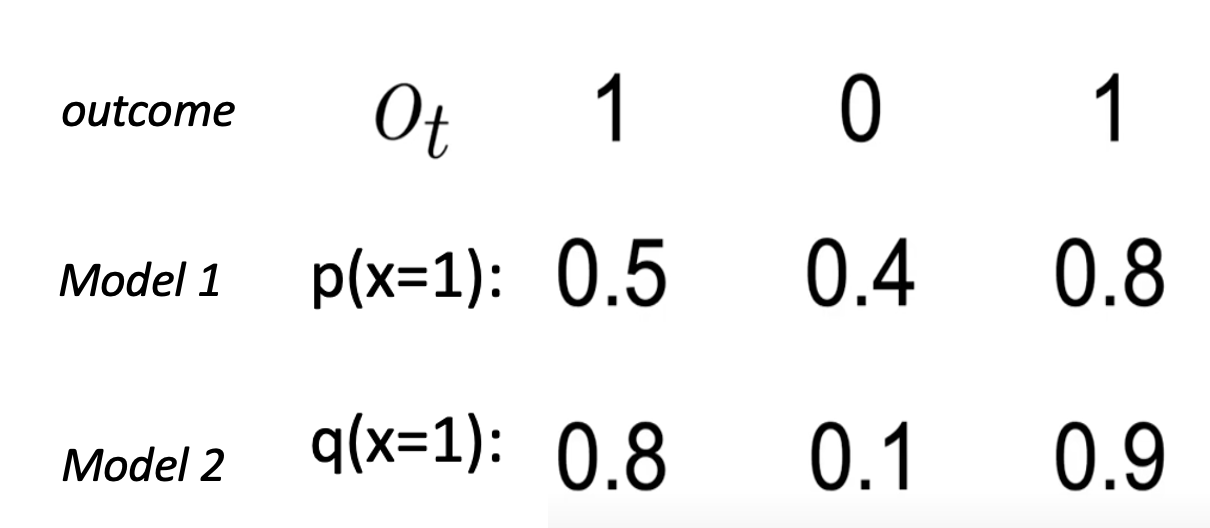 outcome O_t 1 0 1
Model 1 p(x=1): 0.5 0.4 0.8
Model 2 q(x=1): 0.8 0.1 0.9